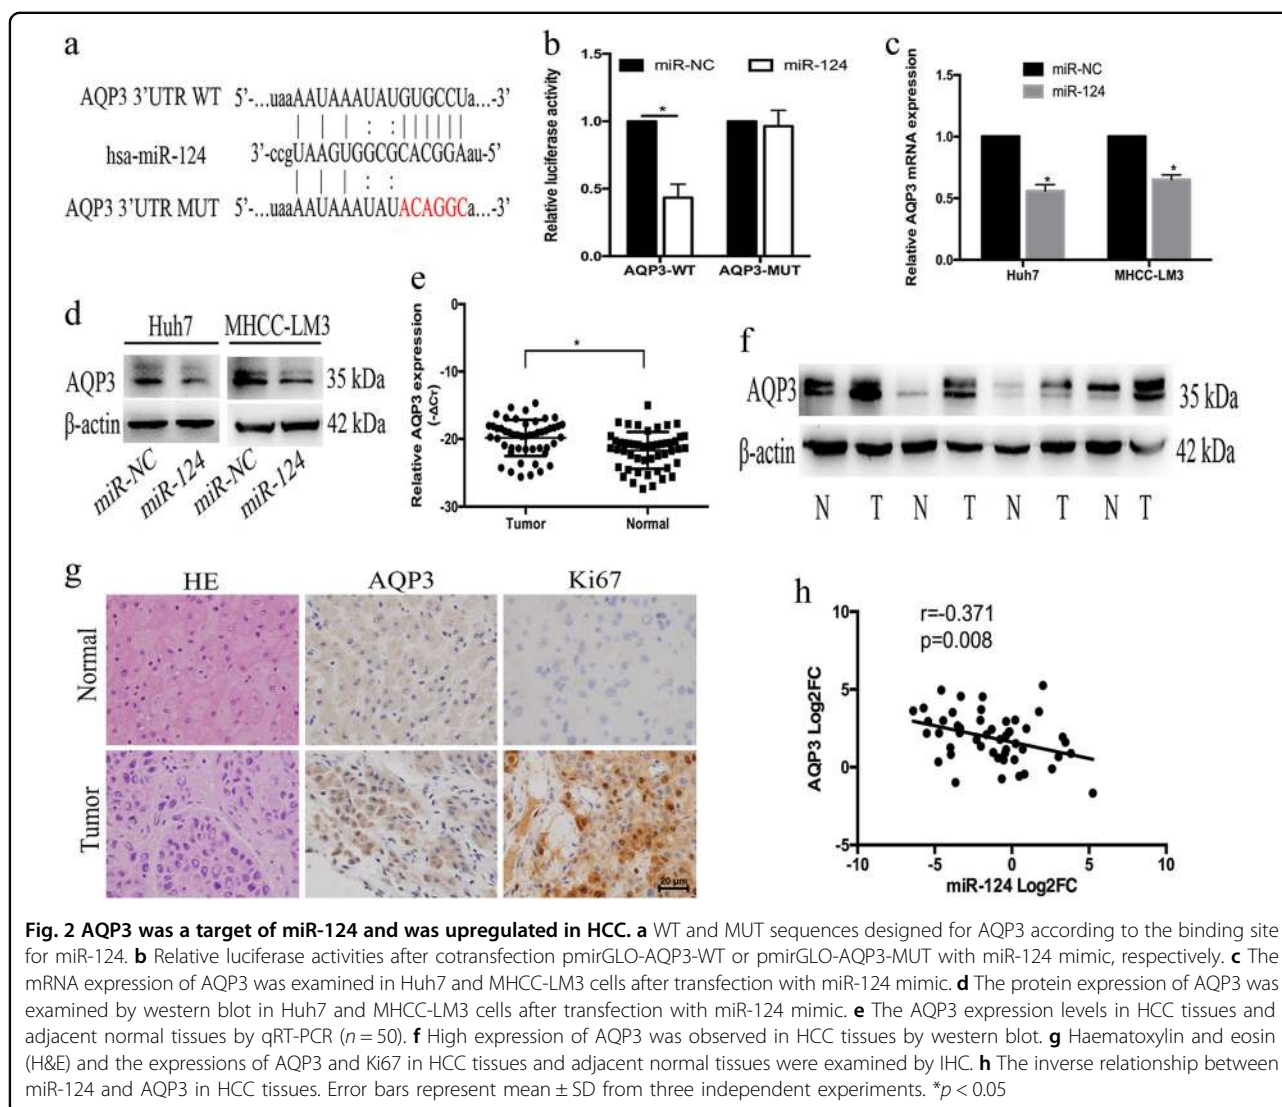 a
AQP3 3'UTR WT 5'-...uaaAAUAAAUAUGUGCCUa...-3'
hsa-miR-124 3'-ccgUAAGUGGCGCACGGAau-5'
AQP3 3'UTR MUT 5'-...uaaAAUAAAUAUACAGGCa...-3'
b
miR-NC miR-124
Relative luciferase activity
1.5
1.0
0.5
0.0
*
AQP3-WT AQP3-MUT
c
miR-NC
miR-124
Relative AQP3 mRNA expression
1.5
1.0
0.5
0.0
* *
Huh7 MHCC-LM3
d
Huh7 MHCC-LM3
AQP3 35 kDa
β-actin 42 kDa
miR-NC miR-124 miR-NC miR-124
e
Relative AQP3 expression
(-ΔCT)
0
-10
-20
-30
*
Tumor Normal
f
AQP3 35 kDa
β-actin 42 kDa
N T N T N T N T
g
HE AQP3 Ki67
Normal
Tumor
20 μm
h
r=-0.371
p=0.008
AQP3 Log2FC
10
5
0
-5
-10 -5 0 5 10
miR-124 Log2FC
Fig. 2 AQP3 was a target of miR-124 and was upregulated in HCC. a WT and MUT sequences designed for AQP3 according to the binding site
for miR-124. b Relative luciferase activities after cotransfection pmirGLO-AQP3-WT or pmirGLO-AQP3-MUT with miR-124 mimic, respectively. c The
mRNA expression of AQP3 was examined in Huh7 and MHCC-LM3 cells after transfection with miR-124 mimic. d The protein expression of AQP3 was
examined by western blot in Huh7 and MHCC-LM3 cells after transfection with miR-124 mimic. e The AQP3 expression levels in HCC tissues and
adjacent normal tissues by qRT-PCR (n = 50). f High expression of AQP3 was observed in HCC tissues by western blot. g Haematoxylin and eosin
(H&E) and the expressions of AQP3 and Ki67 in HCC tissues and adjacent normal tissues were examined by IHC. h The inverse relationship between
miR-124 and AQP3 in HCC tissues. Error bars represent mean ± SD from three independent experiments. *p < 0.05